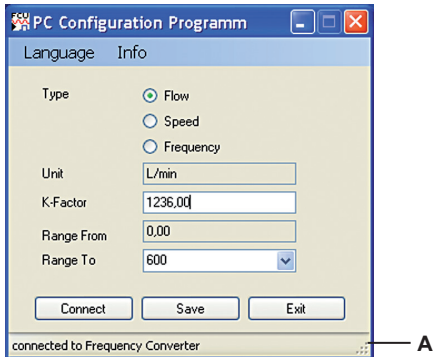 FCU PC Configuration Programm
Language Info
Type Flow
Speed
Frequency
Unit L/min
K-Factor 1236,00
Range From 0,00
Range To 600
Connect Save Exit
connected to Frequency Converter
A